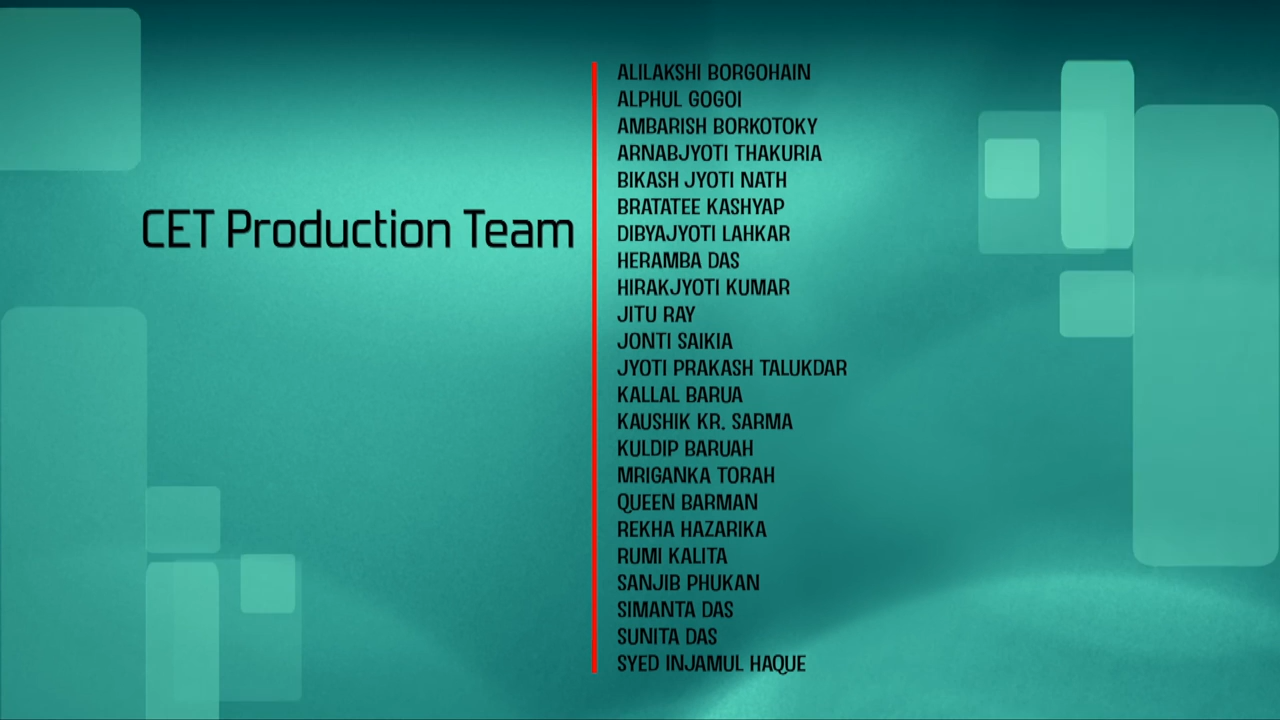 CET Production Team
ALILAKSHI BORGOHAIN
ALPHUL GOGOI
AMBARISH BORKOTOKY
ARNABJYOTI THAKURIA
BIKASH JYOTI NATH
BRATATEE KASHYAP
DIBYAJYOTI LAHKAR
HERAMBA DAS
HIRAKJYOTI KUMAR
JITU RAY
JONTI SAIKIA
JYOTI PRAKASH TALUKDAR
KALLAL BARUA
KAUSHIK KR. SARMA
KULDIP BARUAH
MRIGANKA TORAH
QUEEN BARMAN
REKHA HAZARIKA
RUMI KALITA
SANJIB PHUKAN
SIMANTA DAS
SUNITA DAS
SYED INJAMUL HAQUE